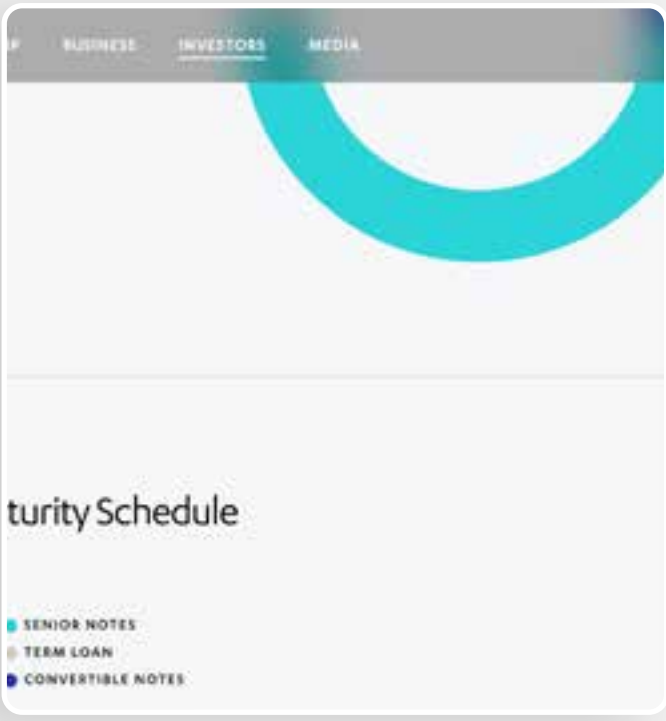 BUSINESS INVESTORS MEDIA
turity Schedule
SENIOR NOTES
TERM LOAN
CONVERTIBLE NOTES